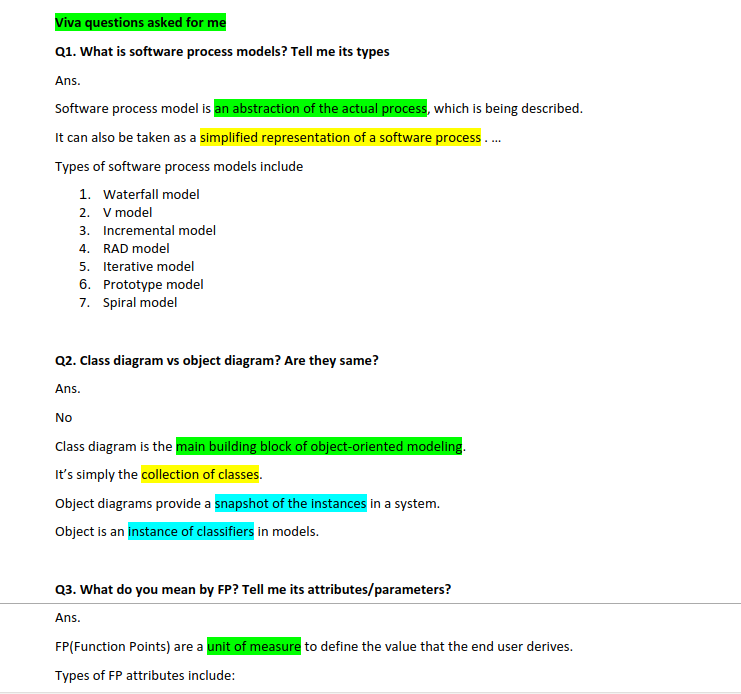 Viva questions asked for me
Q1. What is software process models? Tell me its types
Ans.
Software process model is an abstraction of the actual process, which is being described.
It can also be taken as a simplified representation of a software process . ...
Types of software process models include
1. Waterfall model
2. V model
3. Incremental model
4. RAD model
5. Iterative model
6. Prototype model
7. Spiral model
Q2. Class diagram vs object diagram? Are they same?
Ans.
No
Class diagram is the main building block of object-oriented modeling.
It’s simply the collection of classes.
Object diagrams provide a snapshot of the instances in a system.
Object is an instance of classifiers in models.
Q3. What do you mean by FP? Tell me its attributes/parameters?
Ans.
FP(Function Points) are a unit of measure to define the value that the end user derives.
Types of FP attributes include: